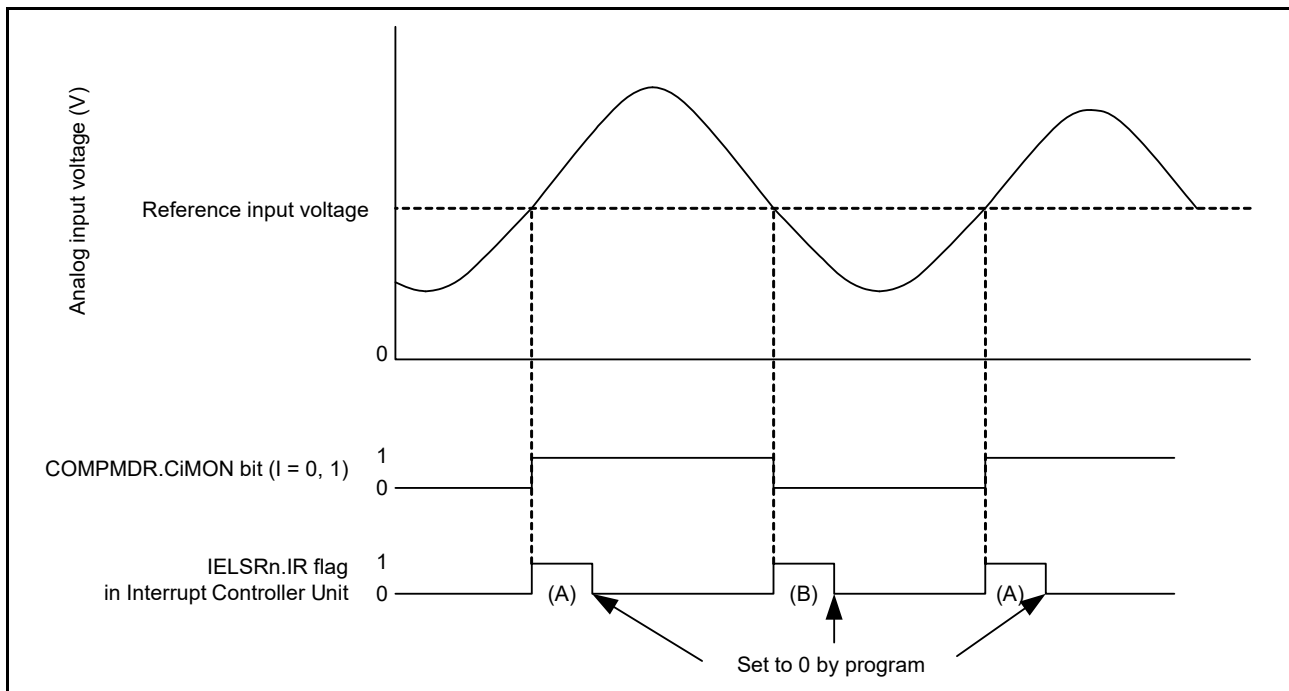 Analog input voltage (V)
Reference input voltage
0
COMPMDR.CiMON bit (I = 0, 1)
1
0
IELSRn.IR flag
in Interrupt Controller Unit
1
0
(A)
(B)
(A)
Set to 0 by program